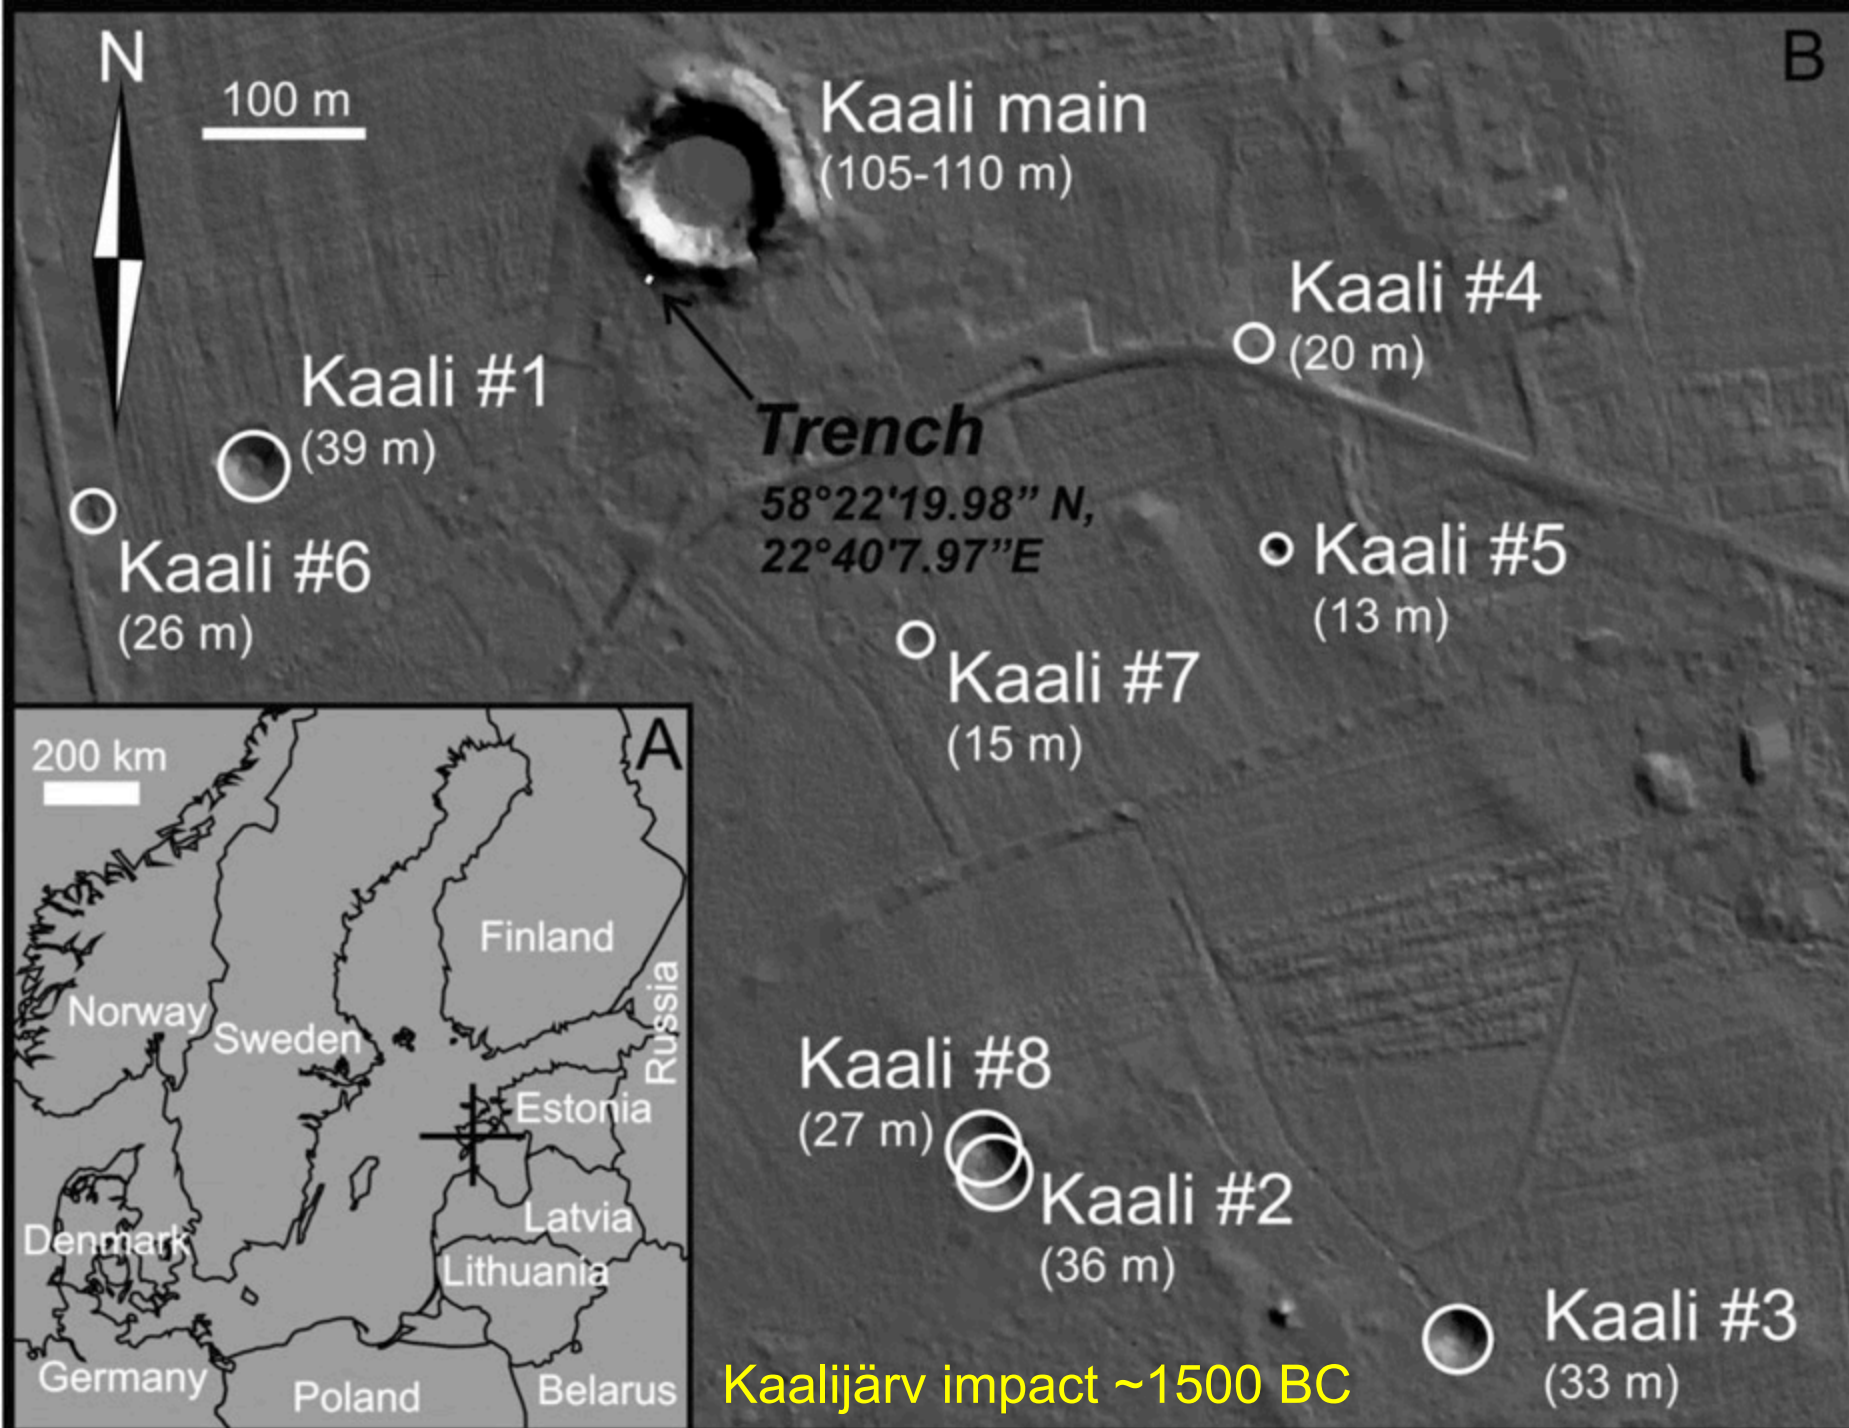 N
B
100 m
Kaali main
(105-110 m)
Kaali #4
(20 m)
Kaali #1
(39 m)
Trench
58°22'19.98” N,
22°40'7.97”E
Kaali #5
(13 m)
Kaali #6
(26 m)
Kaali #7
(15 m)
A
200 km
Finland
Russia
Norway
Sweden
Estonia
Latvia
Denmark
Lithuania
Germany
Poland
Belarus
Kaali #8
(27 m)
Kaali #2
(36 m)
Kaali #3
(33 m)
Kaalijärv impact ~1500 BC